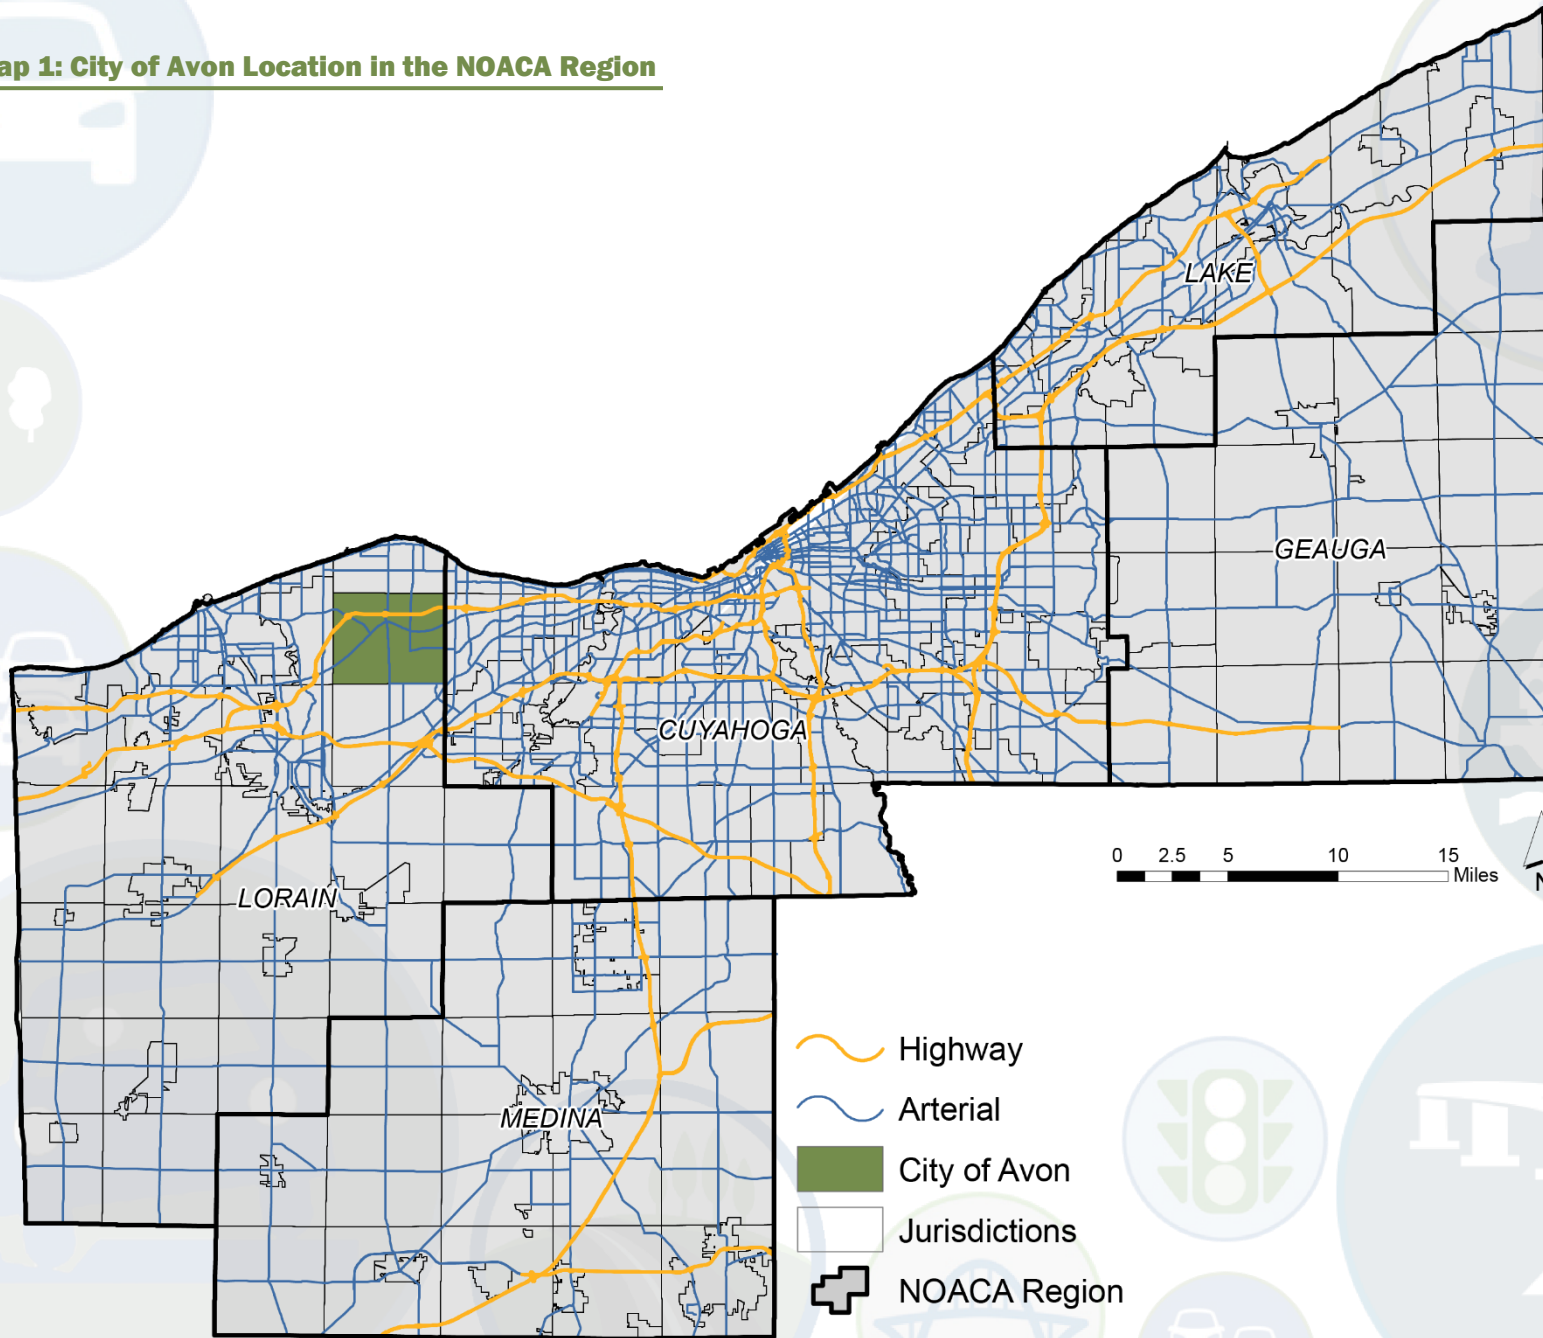 ap 1: City of Avon Location in the NOACA Region
LAKE
GEAUGA
CUYAHOGA
LORAIN
MEDINA
0 2.5 5 10 15
Miles
N
Highway
Arterial
City of Avon
Jurisdictions
NOACA Region